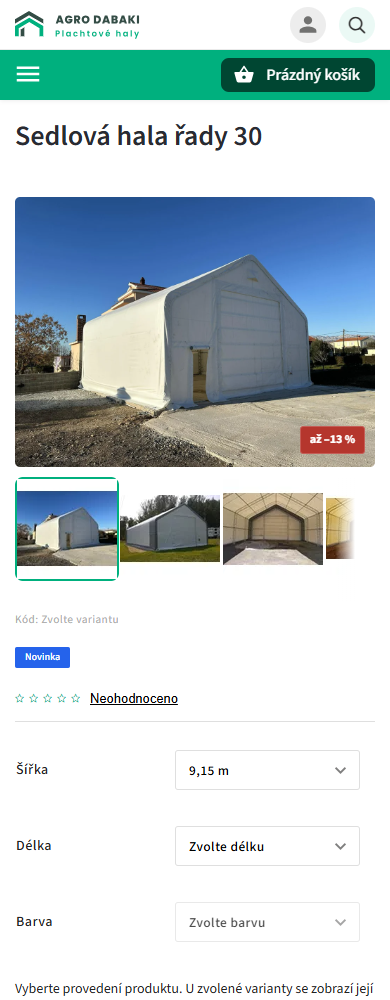 AGRO DABAKI
Plachtové haly
Prázdný košík
Sedlová hala řady 30
až –13 %
Kód: Zvolte variantu
Novinka
Neohodnoceno
Šířka
9,15 m
Délka
Zvolte délku
Barva
Zvolte barvu
Vyberte provedení produktu. U zvolené varianty se zobrazí její